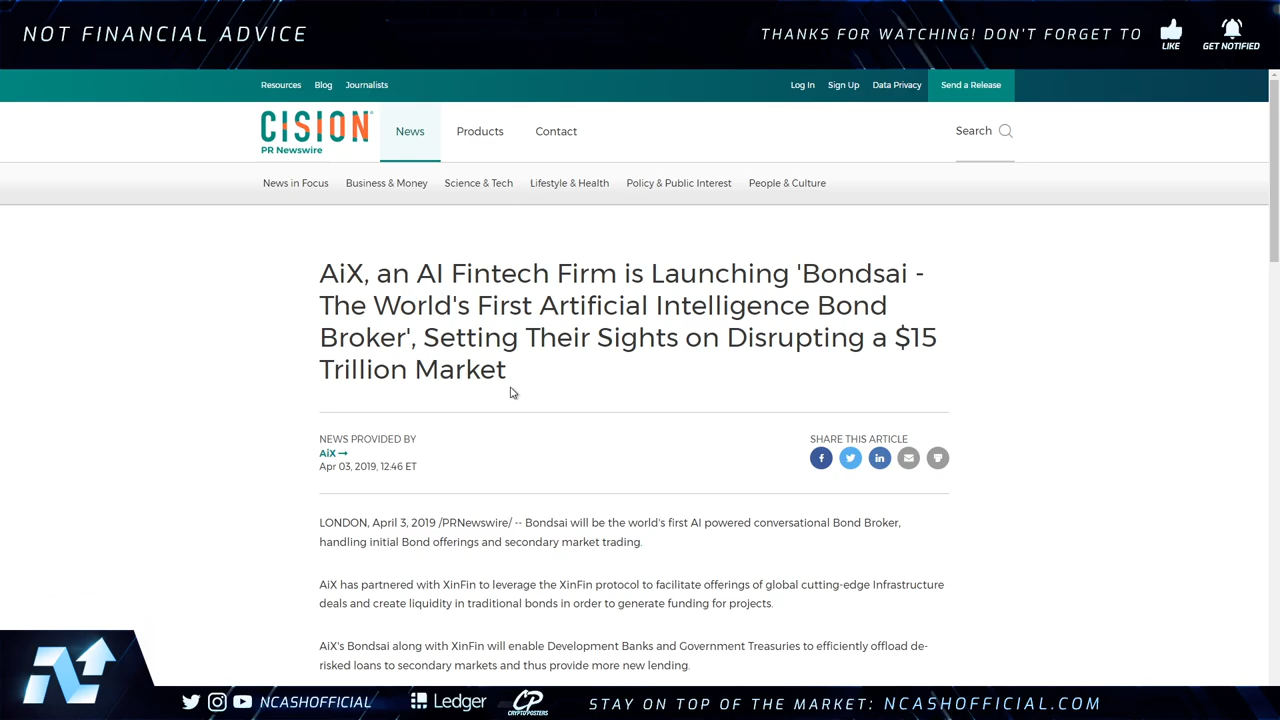 NOT FINANCIAL ADVICE
THANKS FOR WATCHING! DON'T FORGET TO
LIKE
GET NOTIFIED
Resources Blog Journalists
Log In Sign Up Data Privacy Send a Release
CISION
PR Newswire
News Products Contact
Search
News in Focus Business & Money Science & Tech Lifestyle & Health Policy & Public Interest People & Culture
AiX, an AI Fintech Firm is Launching 'Bondsai -
The World's First Artificial Intelligence Bond
Broker', Setting Their Sights on Disrupting a $15
Trillion Market
NEWS PROVIDED BY
AiX
Apr 03, 2019, 12:46 ET
SHARE THIS ARTICLE
LONDON, April 3, 2019 /PRNewswire/ -- Bondsai will be the world's first AI powered conversational Bond Broker,
handling initial Bond offerings and secondary market trading.
AiX has partnered with XinFin to leverage the XinFin protocol to facilitate offerings of global cutting-edge Infrastructure
deals and create liquidity in traditional bonds in order to generate funding for projects.
AiX's Bondsai along with XinFin will enable Development Banks and Government Treasuries to efficiently offload de-
risked loans to secondary markets and thus provide more new lending.
NCASHOFFICIAL
Ledger
CP
CRYPTOPOSTERS
STAY ON TOP OF THE MARKET: NCASHOFFICIAL.COM